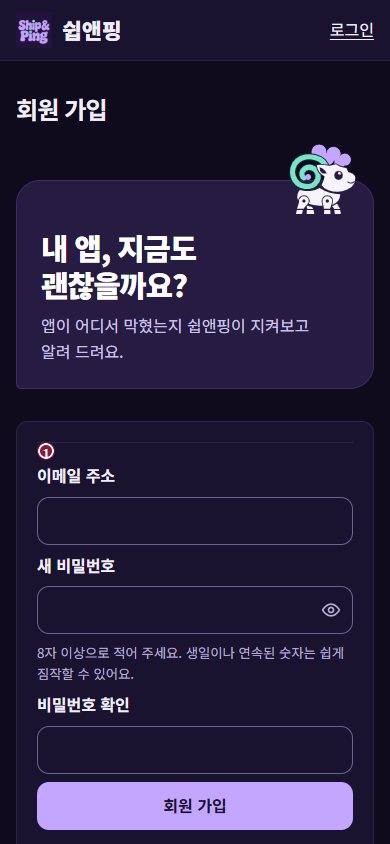 Ship&
Ping
쉽앤핑
로그인
회원 가입
내 앱, 지금도
괜찮을까요?
앱이 어디서 막혔는지 쉽앤핑이 지켜보고
알려 드려요.
1
이메일 주소
새 비밀번호
8자 이상으로 적어 주세요. 생일이나 연속된 숫자는 쉽게
짐작할 수 있어요.
비밀번호 확인
회원 가입